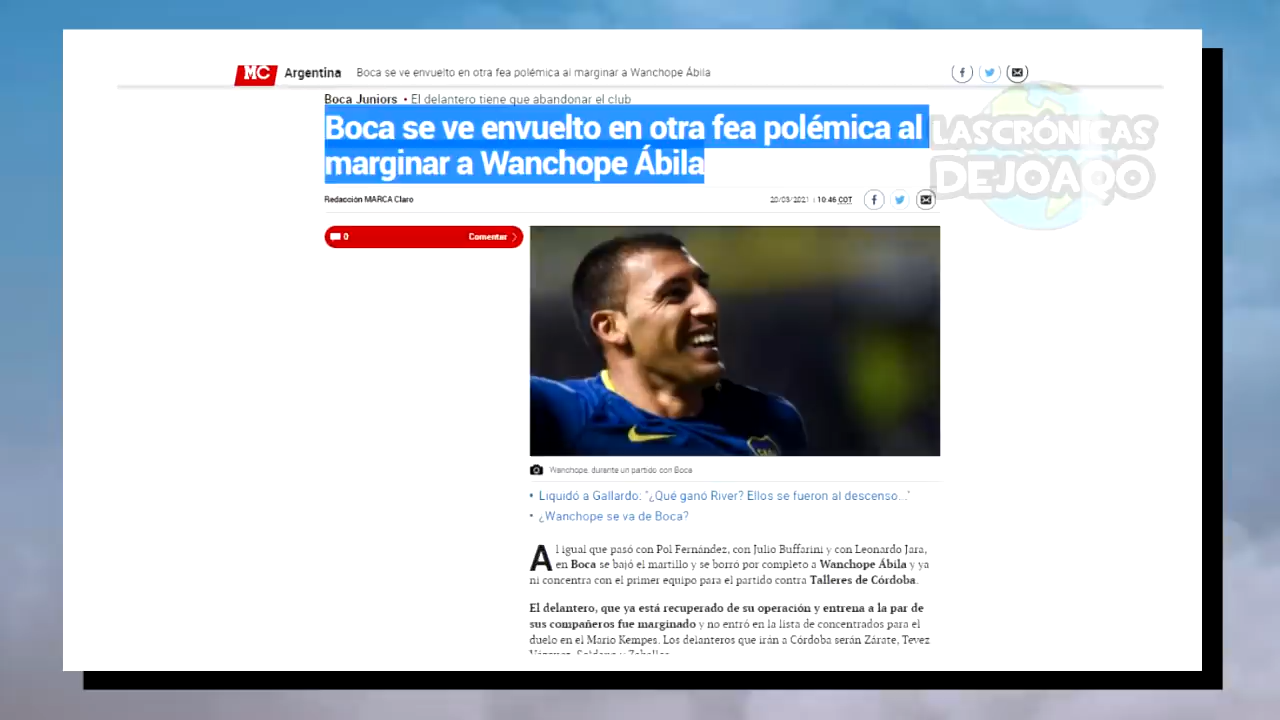 MC Argentina Boca se ve envuelto en otra fea polémica al marginar a Wanchope Ábila
Boca Juniors • El delantero tiene que abandonar el club
Boca se ve envuelto en otra fea polémica al
marginar a Wanchope Ábila
LAS CRÓNICAS
DE JOAQO
Redacción MARCA Claro
20/03/2021 | 10:46 COT
0 Comentar
Wanchope, durante un partido con Boca
• Liquidó a Gallardo: "¿Qué ganó River? Ellos se fueron al descenso..."
• ¿Wanchope se va de Boca?
Al igual que pasó con Pol Fernández, con Julio Buffarini y con Leonardo Jara,
en Boca se bajó el martillo y se borró por completo a Wanchope Ábila y ya
ni concentra con el primer equipo para el partido contra Talleres de Córdoba.
El delantero, que ya está recuperado de su operación y entrena a la par de
sus compañeros fue marginado y no entró en la lista de concentrados para el
duelo en el Mario Kempes. Los delanteros que irán a Córdoba serán Zárate, Tevez